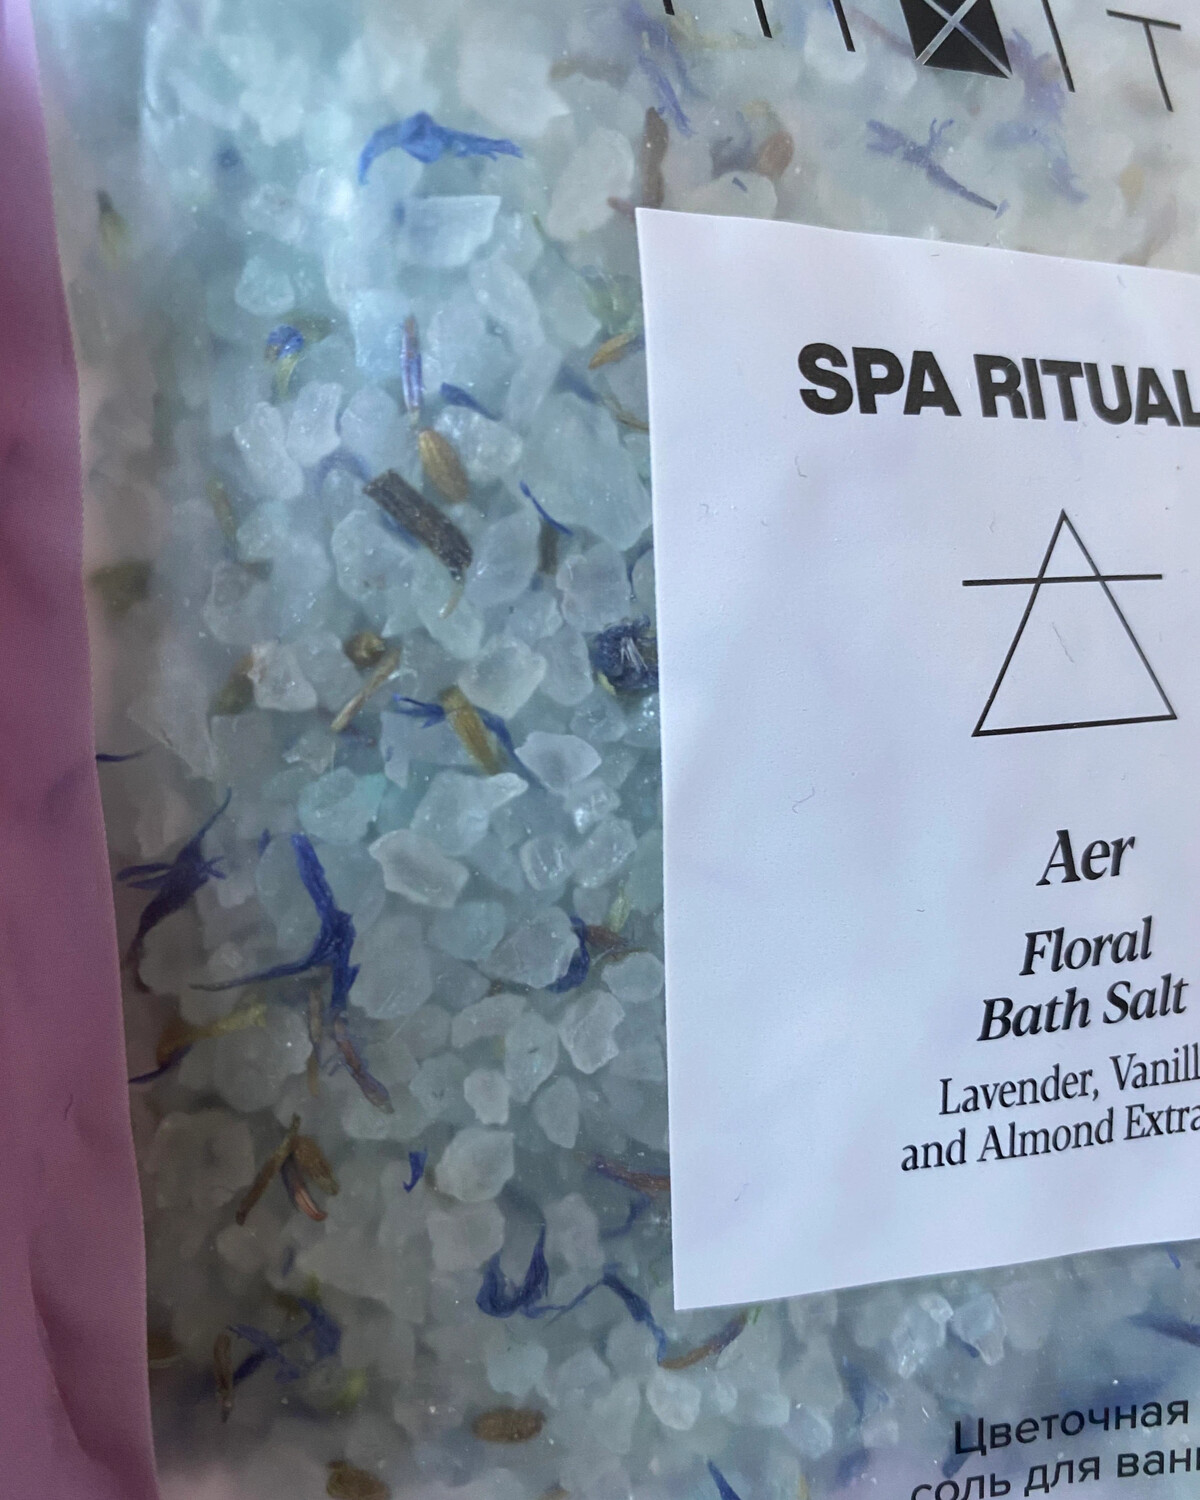 SPA RITUAL
Aer
Floral
Bath Salt
Lavender, Vanill
and Almond Extra
Цветочная
соль для ван